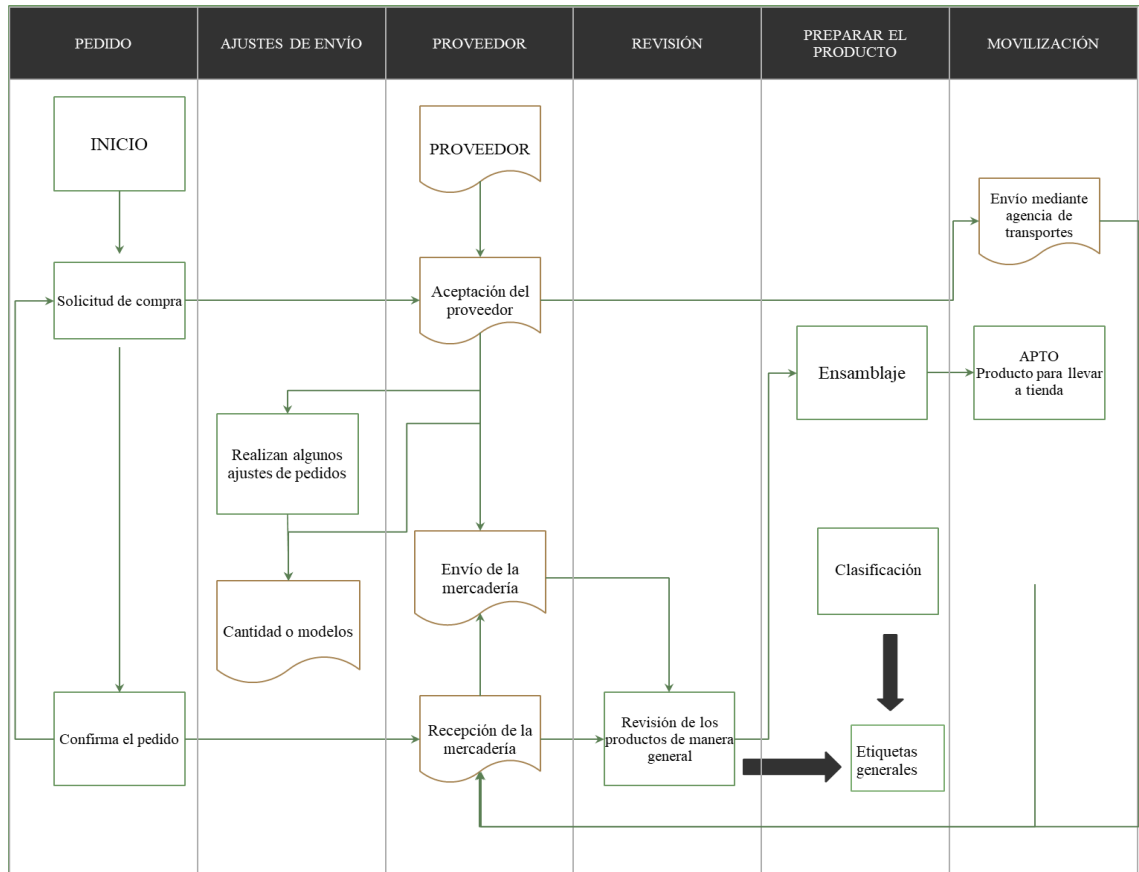 PEDIDO
AJUSTES DE ENVÍO
PROVEEDOR
REVISIÓN
PREPARAR EL
PRODUCTO
MOVILIZACIÓN
INICIO
PROVEEDOR
Envío mediante
agencia de
transportes
Solicitud de compra
Aceptación del
proveedor
Ensamblaje
APTO
Producto para llevar
a tienda
Realizan algunos
ajustes de pedidos
Envío de la
mercadería
Clasificación
Cantidad o modelos
Confirma el pedido
Recepción de la
mercadería
Revisión de los
productos de manera
general
Etiquetas
generales